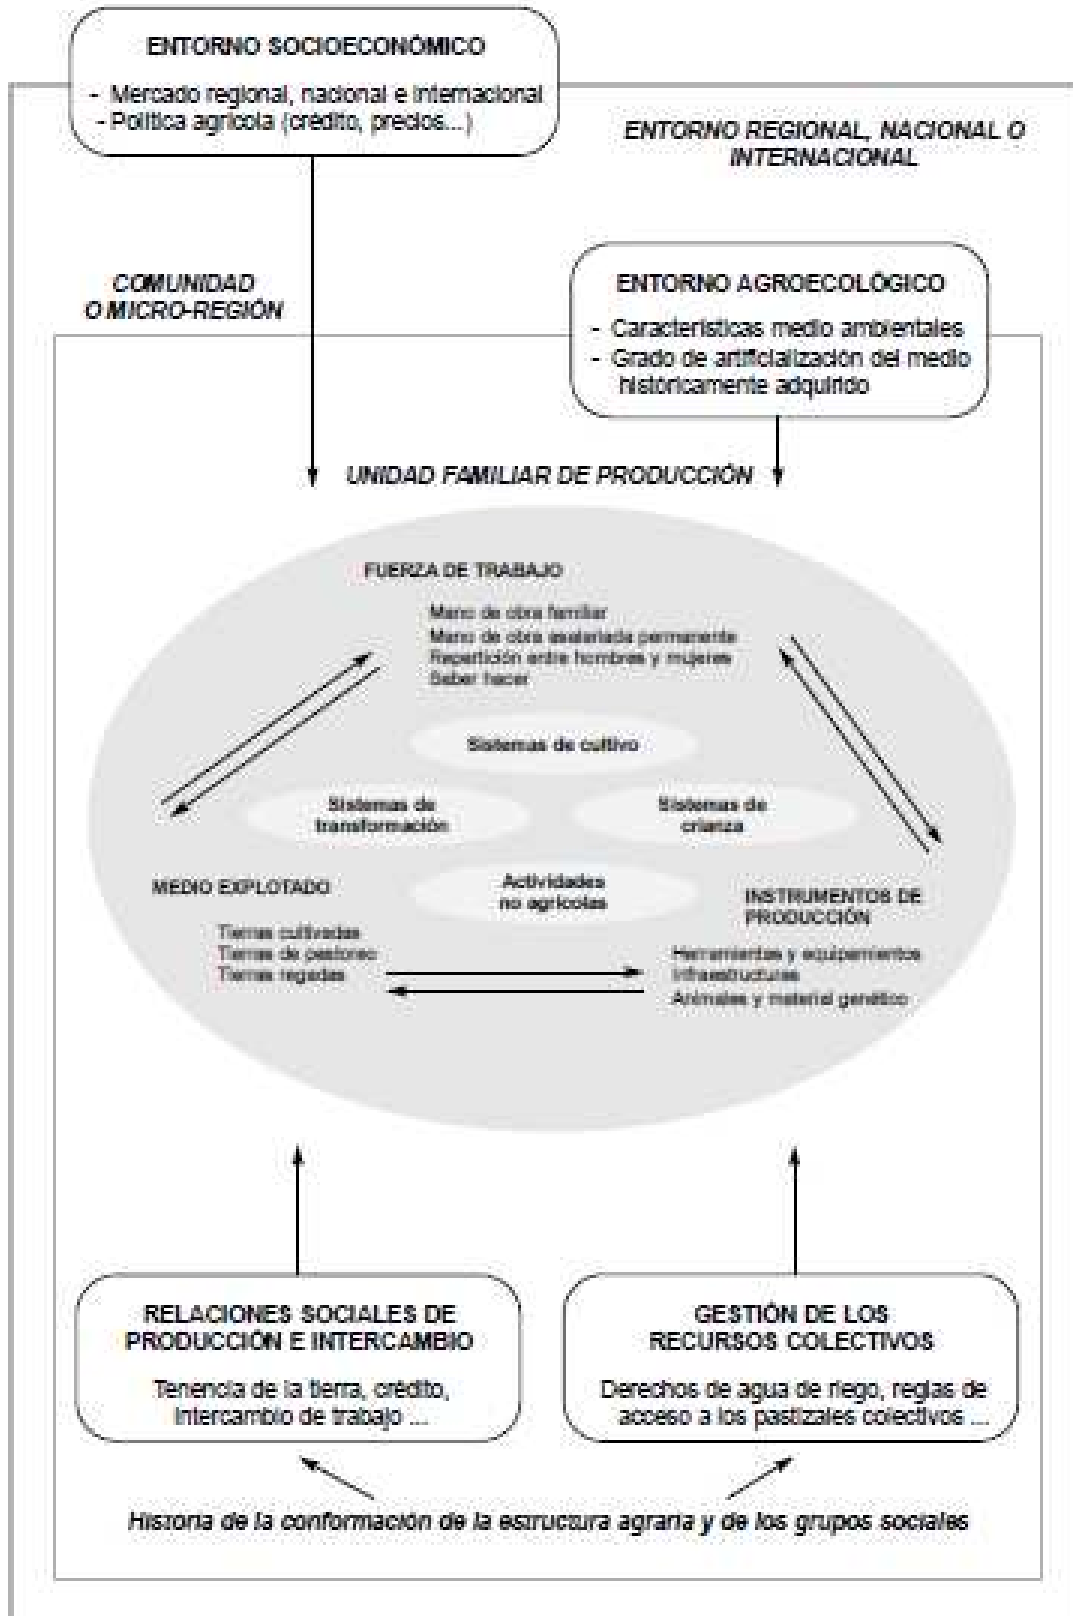 ENTORNO SOCIOECONÓMICO
- Mercado regional, nacional e internacional
- Política agrícola (crédito, precios...)
ENTORNO REGIONAL, NACIONAL O
INTERNACIONAL
COMUNIDAD
O MICRO-REGIÓN
ENTORNO AGROECOLÓGICO
- Características medio ambientales
- Grado de artificialización del medio
históricamente adquirido
UNIDAD FAMILIAR DE PRODUCCIÓN
FUERZA DE TRABAJO
Mano de obra familiar
Mano de obra asalariada permanente
Repartición entre hombres y mujeres
Saber hacer
Sistemas de cultivo
Sistemas de
transformación
Sistemas de
crianza
Actividades
no agrícolas
MEDIO EXPLOTADO
Tierras cultivadas
Tierras de pastoreo
Tierras regadas
INSTRUMENTOS DE
PRODUCCIÓN
Herramientas y equipamientos
Infraestructuras
Animales y material genético
RELACIONES SOCIALES DE
PRODUCCIÓN E INTERCAMBIO
Tenencia de la tierra, crédito,
intercambio de trabajo ...
GESTIÓN DE LOS
RECURSOS COLECTIVOS
Derechos de agua de riego, reglas de
acceso a los pastizales colectivos ...
Historia de la conformación de la estructura agraria y de los grupos sociales